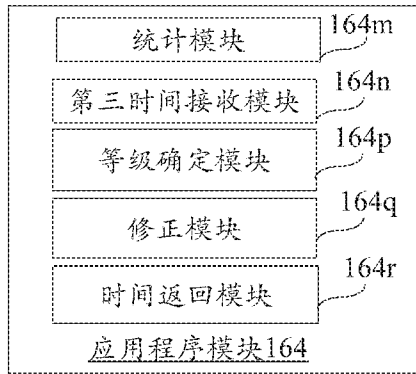 统计模块
164m
第三时间接收模块
164n
等级确定模块
164p
修正模块
164q
时间返回模块
164r
应用程序模块164